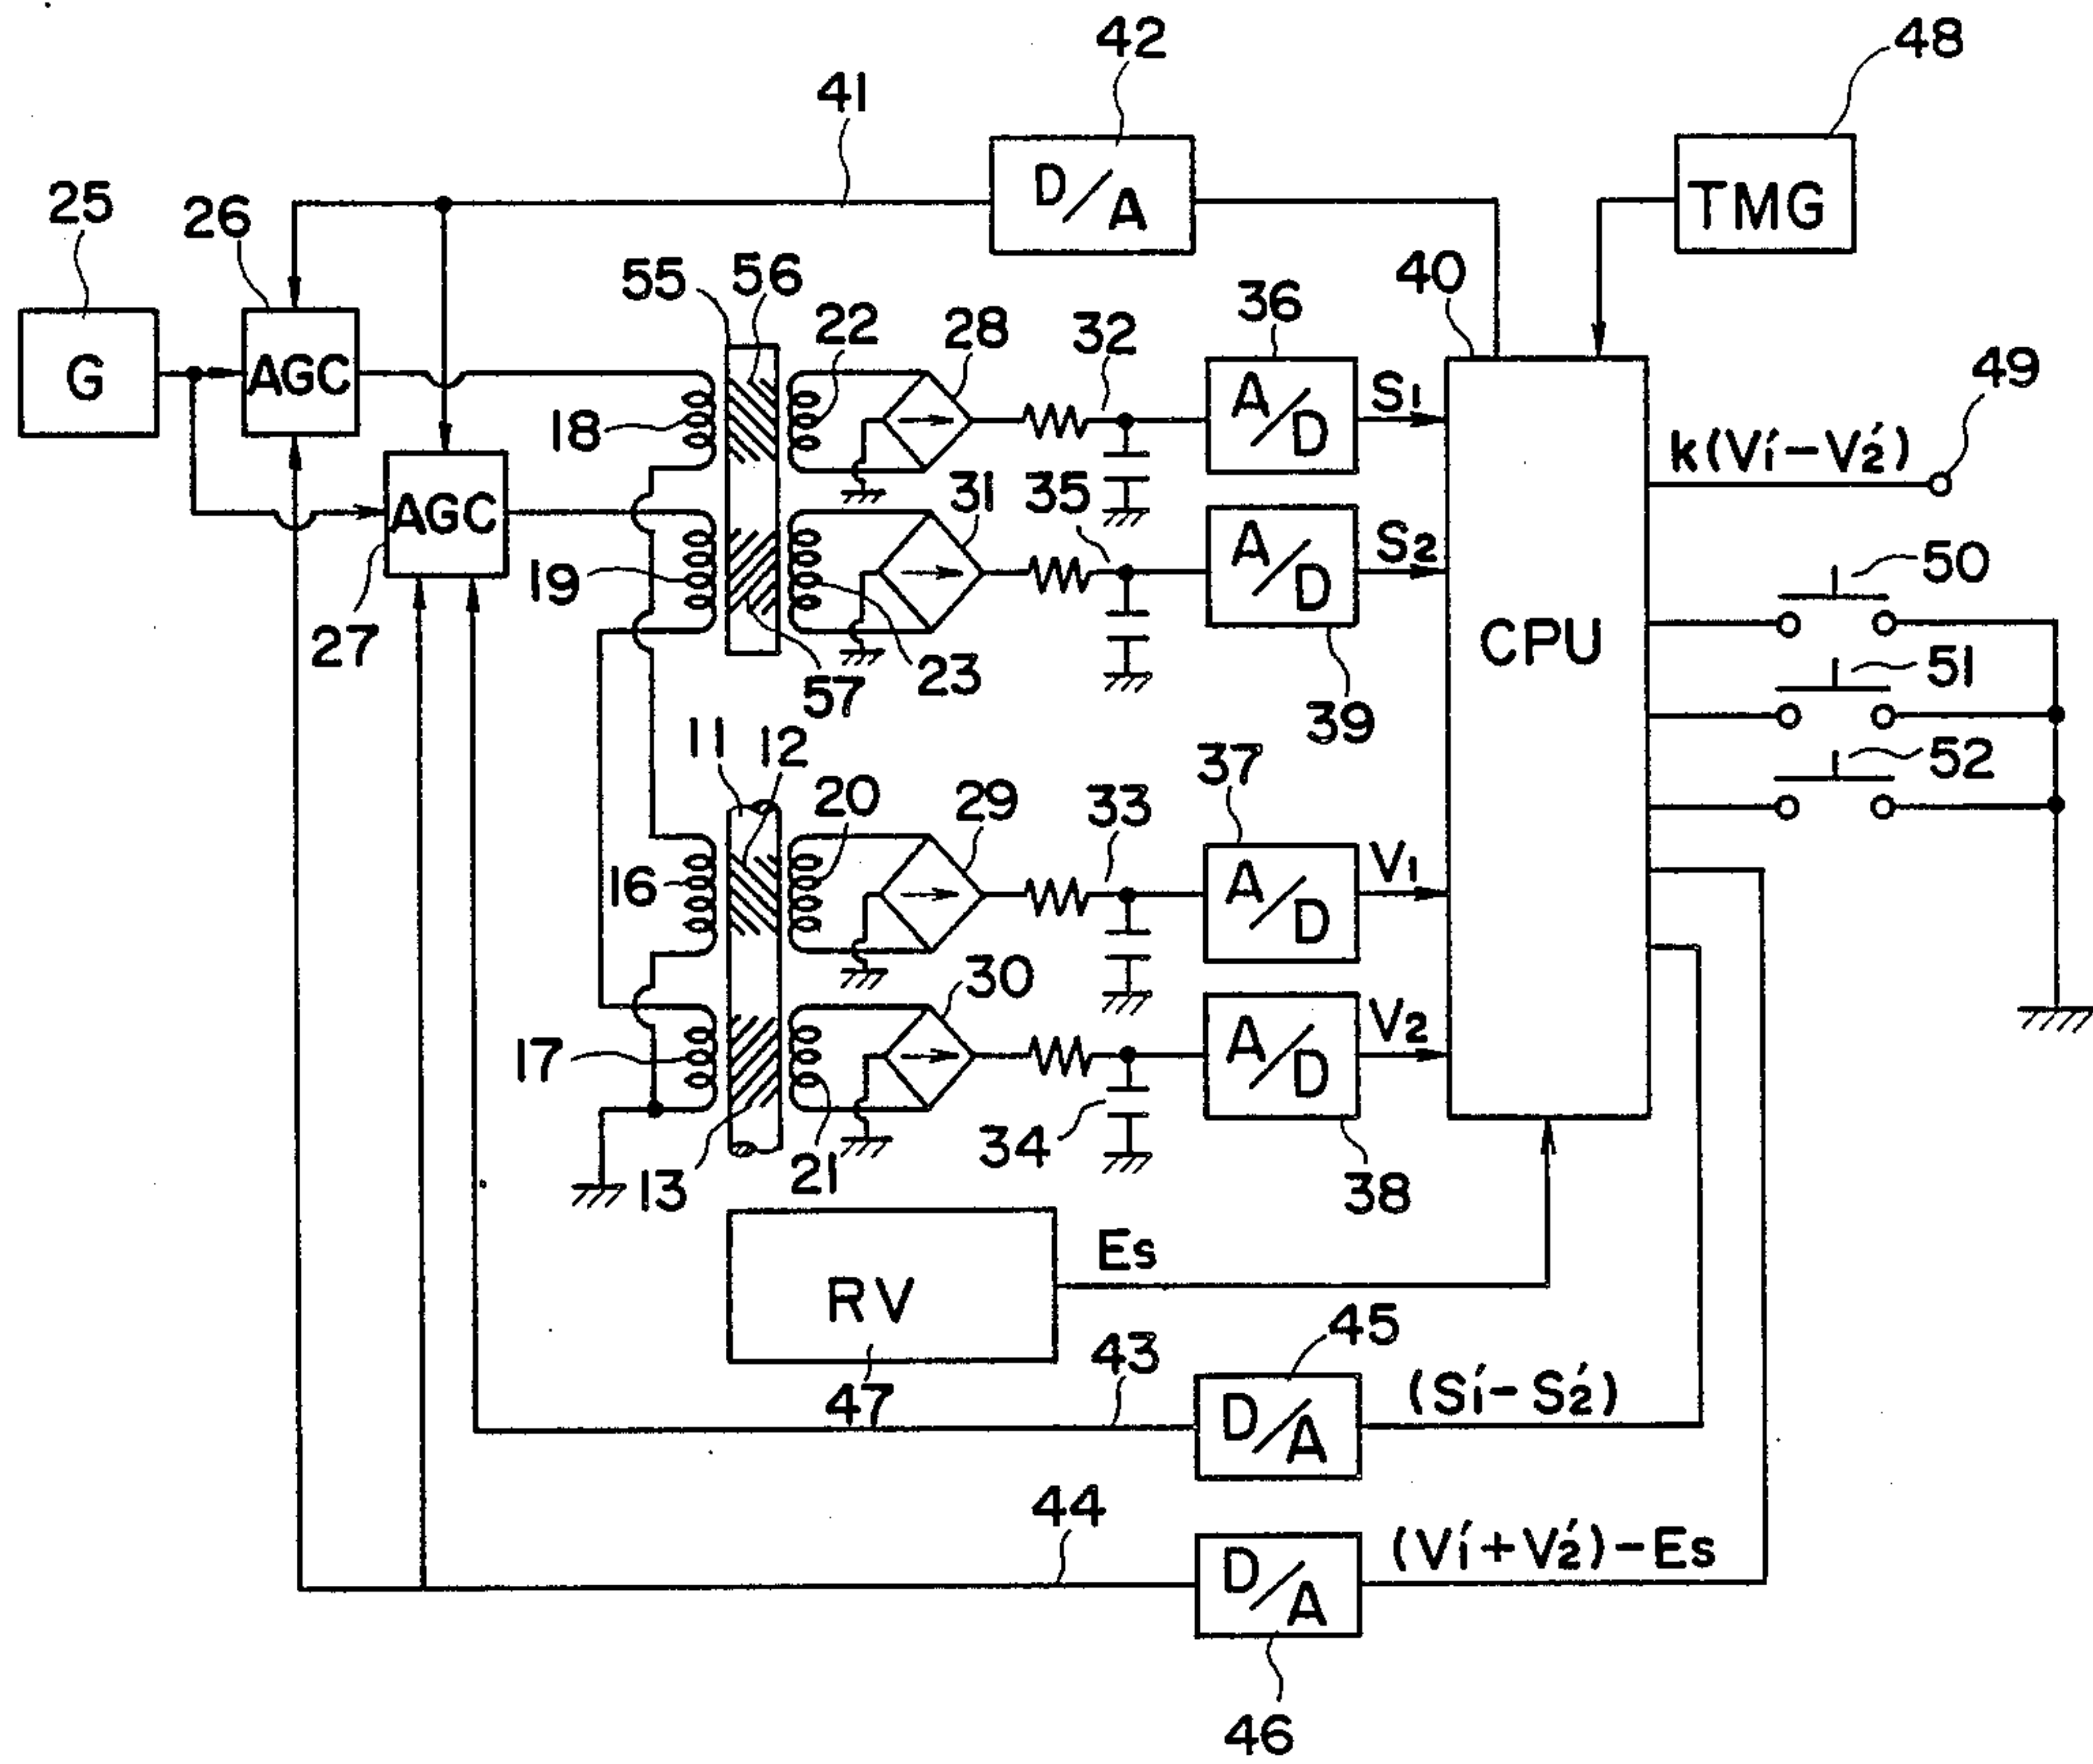 42
48
41
D/A
TMG
25
26
55
56
22
28
32
36
40
49
G
AGC
18
A/D
S1
k(V1′-V2′)
AGC
31
35
A/D
S2
50
19
CPU
51
27
57
23
39
52
11
12
20
29
33
37
16
A/D
V1
30
17
A/D
V2
34
13
21
38
RV
Es
47
43
45
D/A
(S1′-S2′)
44
D/A
(V1′+V2′)-Es
46